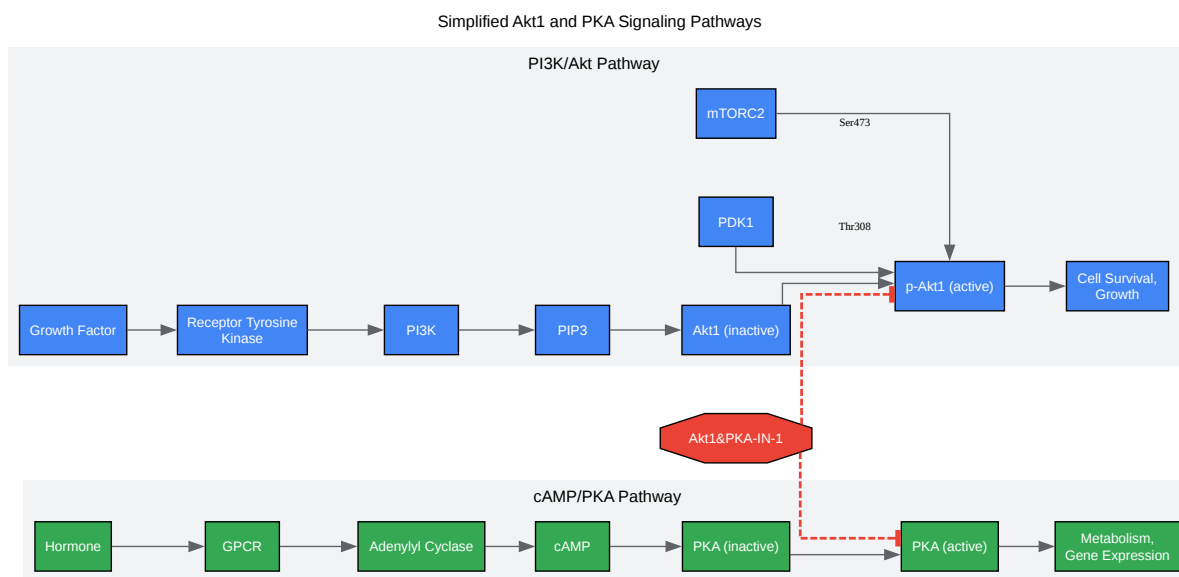 Simplified Akt1 and PKA Signaling Pathways
PI3K/Akt Pathway
mTORC2
Ser473
PDK1
Thr308
p-Akt1 (active)
Cell Survival,
Growth
Growth Factor
Receptor Tyrosine
Kinase
PI3K
PIP3
Akt1 (inactive)
Akt1&PKA-IN-1
cAMP/PKA Pathway
Hormone
GPCR
Adenylyl Cyclase
cAMP
PKA (inactive)
PKA (active)
Metabolism,
Gene Expression